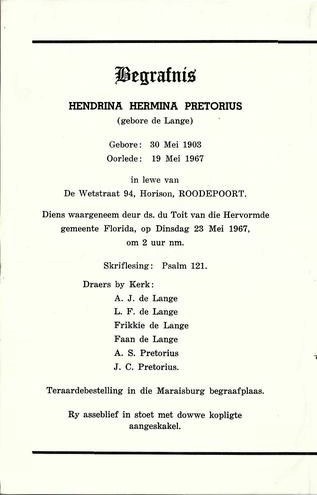 Begrafnis
HENDRINA HERMINA PRETORIUS
(gebore de Lange)
Gebore: 30 Mei 1903
Oorlede: 19 Mei 1967
in lewe van
De Wetstraat 94, Horison, ROODEPOORT.
Diens waargeneem deur ds. du Toit van die Hervormde
gemeente Florida, op Dinsdag 23 Mei 1967,
om 2 uur nm.
Skriflesing: Psalm 121.
Draers by Kerk:
A. J. de Lange
L. F. de Lange
Frikkie de Lange
Faan de Lange
A. S. Pretorius
J. C. Pretorius.
Teraardebestelling in die Maraisburg begraafplaas.
Ry asseblief in stoet met dowwe kopligte
aangeskakel.